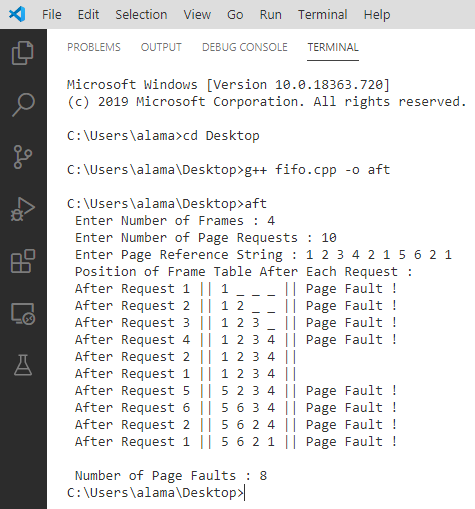 File Edit Selection View Go Run Terminal Help
PROBLEMS OUTPUT DEBUG CONSOLE TERMINAL
Microsoft Windows [Version 10.0.18363.720]
(c) 2019 Microsoft Corporation. All rights reserved.
C:\Users\alama>cd Desktop
C:\Users\alama\Desktop>g++ fifo.cpp -o aft
C:\Users\alama\Desktop>aft
Enter Number of Frames : 4
Enter Number of Page Requests : 10
Enter Page Reference String : 1 2 3 4 2 1 5 6 2 1
Position of Frame Table After Each Request :
After Request 1 || 1 _ _ _ || Page Fault !
After Request 2 || 1 2 _ _ || Page Fault !
After Request 3 || 1 2 3 _ || Page Fault !
After Request 4 || 1 2 3 4 || Page Fault !
After Request 2 || 1 2 3 4 ||
After Request 1 || 1 2 3 4 ||
After Request 5 || 5 2 3 4 || Page Fault !
After Request 6 || 5 6 3 4 || Page Fault !
After Request 2 || 5 6 2 4 || Page Fault !
After Request 1 || 5 6 2 1 || Page Fault !
Number of Page Faults : 8
C:\Users\alama\Desktop>